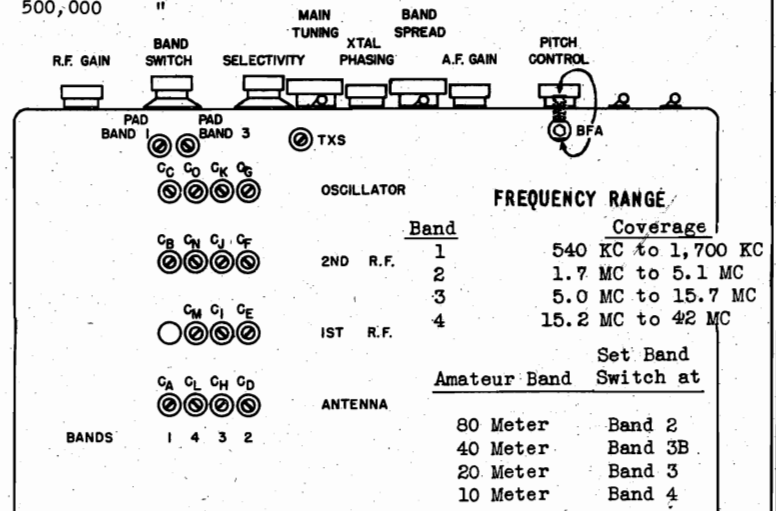 500,000 "
MAIN TUNING
BAND SPREAD
R.F. GAIN
BAND SWITCH
SELECTIVITY
XTAL PHASING
A.F. GAIN
PITCH CONTROL
PAD BAND 1
PAD BAND 3
TXS
BFA
CC CO CK OG
OSCILLATOR
FREQUENCY RANGE
Band Coverage
1 540 KC to 1,700 KC
2 1.7 MC to 5.1 MC
3 5.0 MC to 15.7 MC
4 15.2 MC to 42 MC
CB CN CJ CF
2ND R.F.
CM CI CE
1ST R.F.
Amateur Band Set Band Switch at
80 Meter Band 2
40 Meter Band 3B
20 Meter Band 3
10 Meter Band 4
CA CL CH CD
ANTENNA
BANDS 1 4 3 2